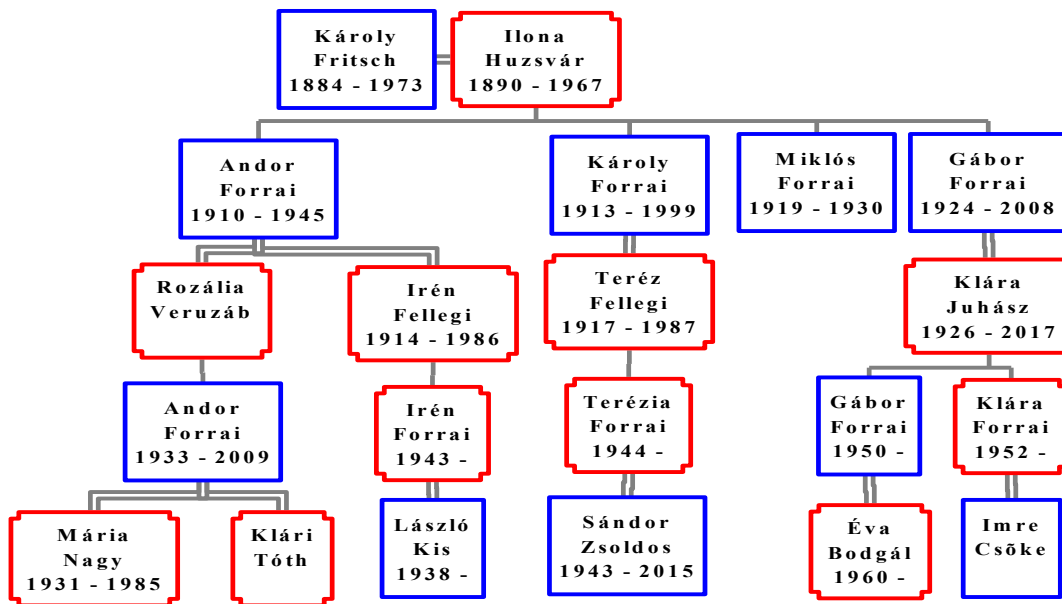 Károly
Fritsch
1884 - 1973
Ilona
Huzsvár
1890 - 1967
Andor
Forrai
1910 - 1945
Károly
Forrai
1913 - 1999
Miklós
Forrai
1919 - 1930
Gábor
Forrai
1924 - 2008
Rozália
Veruzáb
Irén
Fellegi
1914 - 1986
Teréz
Fellegi
1917 - 1987
Klára
Juhász
1926 - 2017
Andor
Forrai
1933 - 2009
Irén
Forrai
1943 -
Terézia
Forrai
1944 -
Gábor
Forrai
1950 -
Klára
Forrai
1952 -
Mária
Nagy
1931 - 1985
Klári
Tóth
László
Kis
1938 -
Sándor
Zsoldos
1943 - 2015
Éva
Bodgál
1960 -
Imre
Csõke